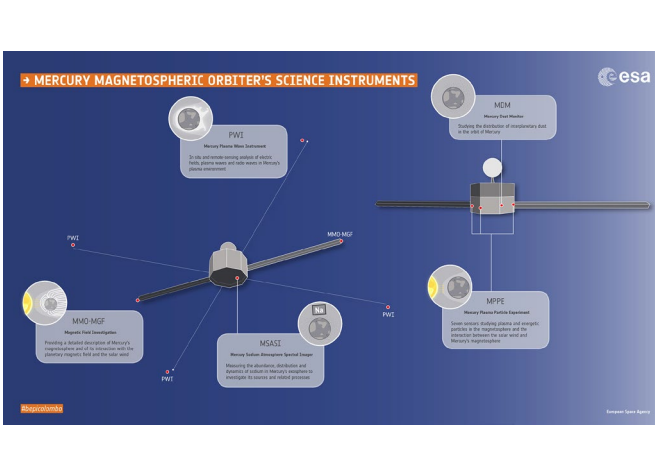 → MERCURY MAGNETOSPHERIC ORBITER'S SCIENCE INSTRUMENTS
esa
PWI
Mercury Plasma Wave Instrument
In situ and remote-sensing analysis of electric
fields, plasma waves and radio waves in Mercury's
plasma environment
MDM
Mercury Dust Monitor
Studying the distribution of interplanetary dust
in the orbit of Mercury
PWI
MMO-MGF
PWI
PWI
MMO-MGF
Magnetic Field Investigation
Providing a detailed description of Mercury's
magnetosphere and of its interaction with the
planetary magnetic field and the solar wind
Na
MSASI
Mercury Sodium Atmosphere Spectral Imager
Measuring the abundance, distribution and
dynamics of sodium in Mercury's exosphere to
investigate its sources and related processes
MPPE
Mercury Plasma Particle Experiment
Seven sensors studying plasma and energetic
particles in the magnetosphere and the
interaction between the solar wind and
Mercury's magnetosphere
#bepicolombo
European Space Agency